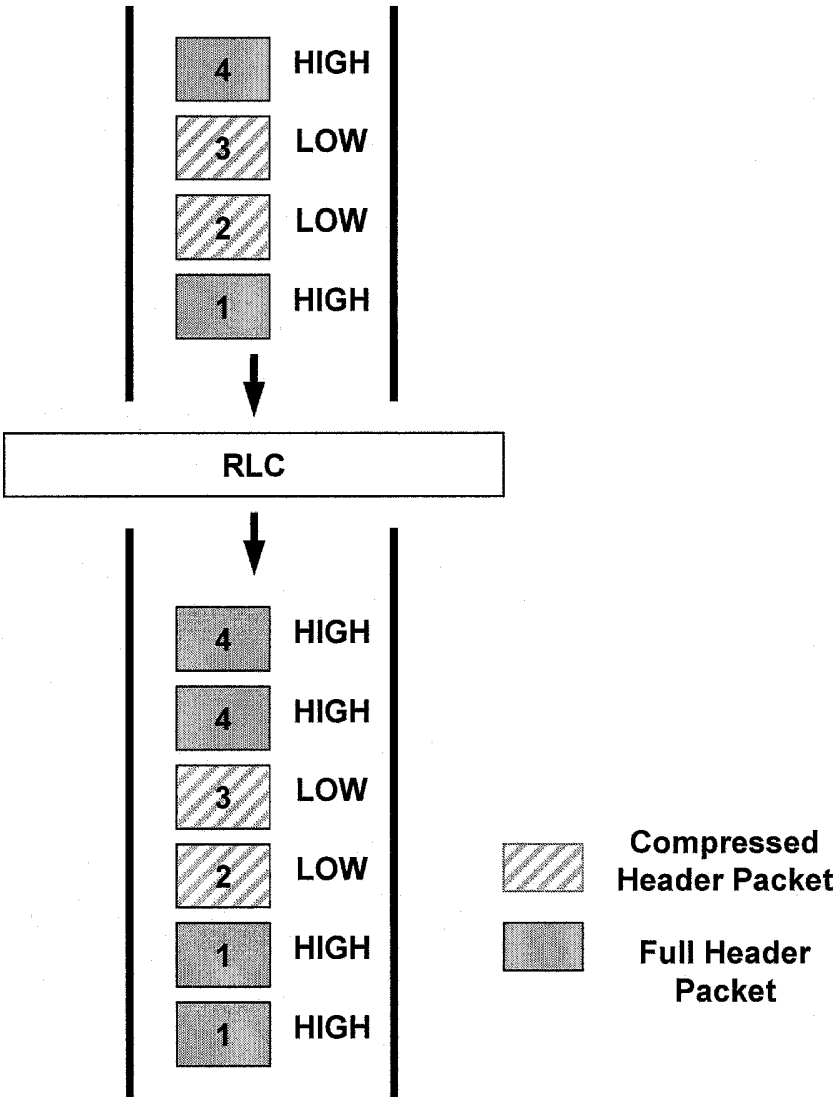 4 HIGH
3 LOW
2 LOW
1 HIGH
RLC
4 HIGH
4 HIGH
3 LOW
2 LOW
1 HIGH
1 HIGH
Compressed
Header Packet
Full Header
Packet